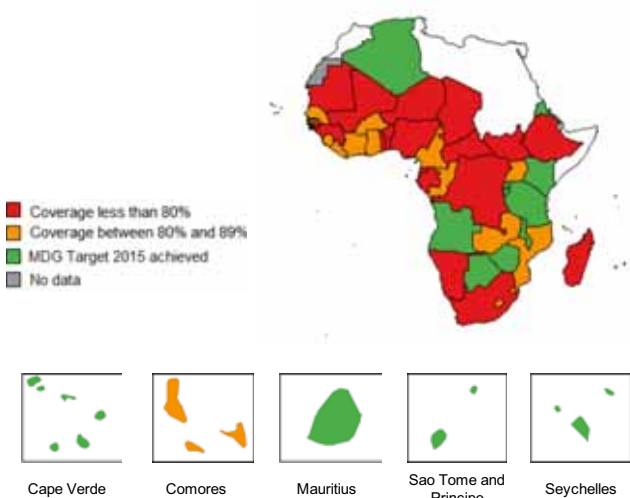 Coverage less than 80%
Coverage between 80% and 89%
MDG Target 2015 achieved
No data
Cape Verde
Comores
Mauritius
Sao Tome and
Principe
Seychelles